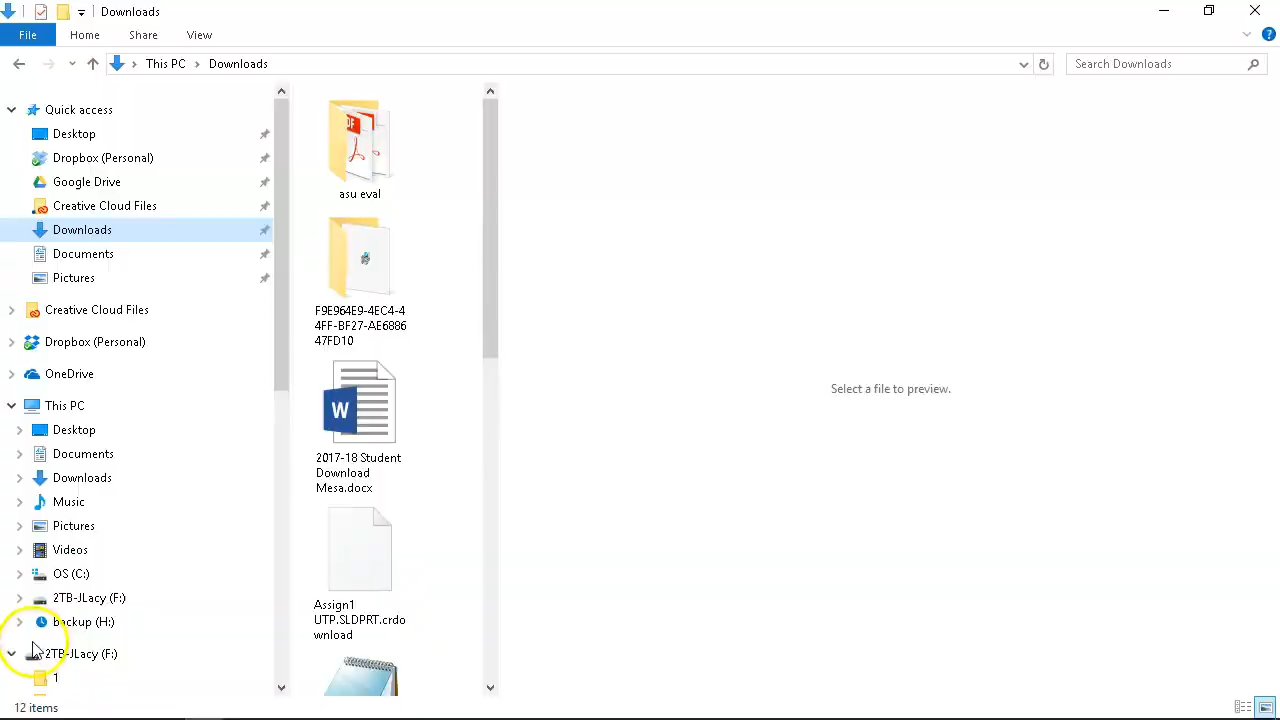 Downloads
File
Home
Share
View
This PC
Downloads
Search Downloads
Quick access
Desktop
Dropbox (Personal)
Google Drive
Creative Cloud Files
Downloads
Documents
Pictures
Creative Cloud Files
Dropbox (Personal)
OneDrive
This PC
Desktop
Documents
Downloads
Music
Pictures
Videos
OS (C:)
2TB-JLacy (F:)
backup (H:)
2TB-JLacy (F:)
1
asu eval
F9E964E9-4EC4-4
4FF-BF27-AE6886
47FD10
W
2017-18 Student
Download
Mesa.docx
Assign1
UTP.SLDPRT.crdo
wnload
Select a file to preview.
12 items